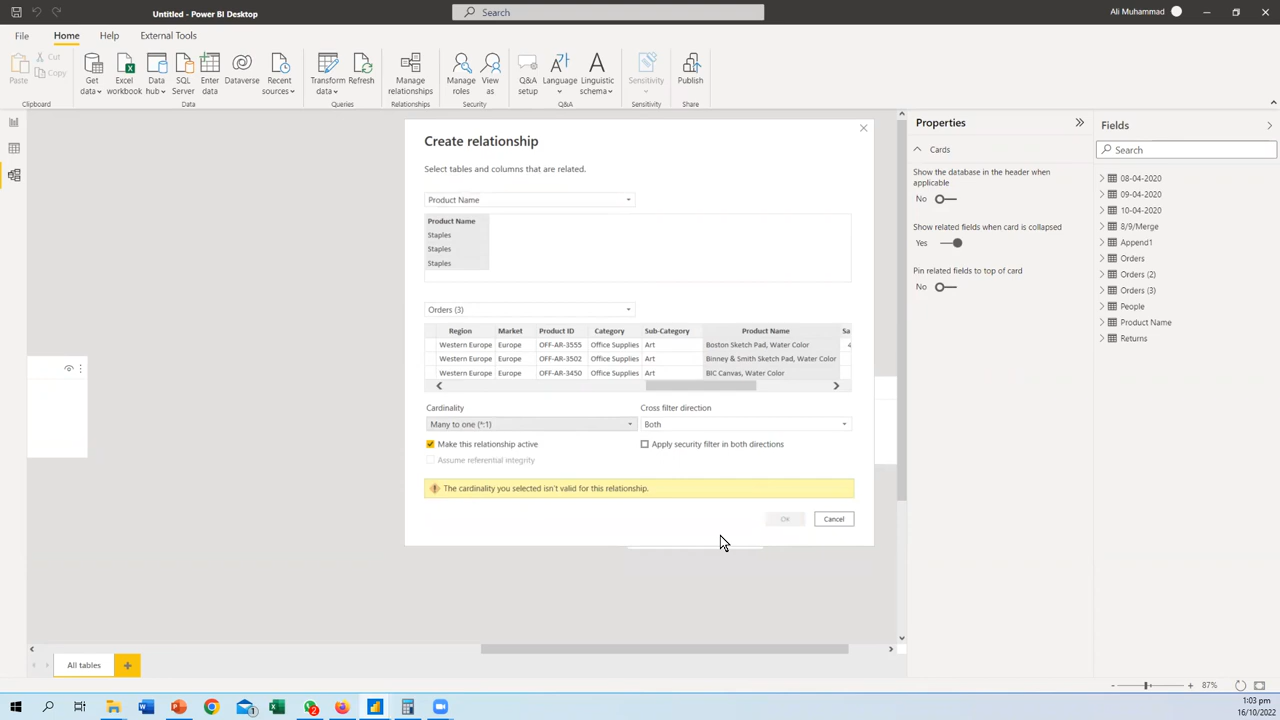 Untitled - Power BI Desktop
Search
Ali Muhammad
File
Home
Help
External Tools
Paste
Cut
Copy
Get data
Excel workbook
Data hub
SQL Server
Enter data
Dataverse
Recent sources
Transform data
Refresh
Manage relationships
Manage roles
View as
Q&A setup
Language
Linguistic schema
Sensitivity
Publish
Clipboard
Data
Queries
Relationships
Security
Q&A
Sensitivity
Share
Create relationship
Select tables and columns that are related.
Product Name
Product Name
Staples
Staples
Staples
Orders (3)
Region Market Product ID Category Sub-Category Product Name Sa
Western Europe Europe OFF-AR-3555 Office Supplies Art Boston Sketch Pad, Water Color 4
Western Europe Europe OFF-AR-3502 Office Supplies Art Binney & Smith Sketch Pad, Water Color
Western Europe Europe OFF-AR-3450 Office Supplies Art BIC Canvas, Water Color
Cardinality
Many to one (*:1)
Cross filter direction
Both
Make this relationship active
Apply security filter in both directions
Assume referential integrity
The cardinality you selected isn't valid for this relationship.
OK
Cancel
Properties
Cards
Show the database in the header when
applicable
No
Show related fields when card is collapsed
Yes
Pin related fields to top of card
No
Fields
Search
08-04-2020
09-04-2020
10-04-2020
8/9/Merge
Append1
Orders
Orders (2)
Orders (3)
People
Product Name
Returns
All tables
87%
1:03 pm
16/10/2022